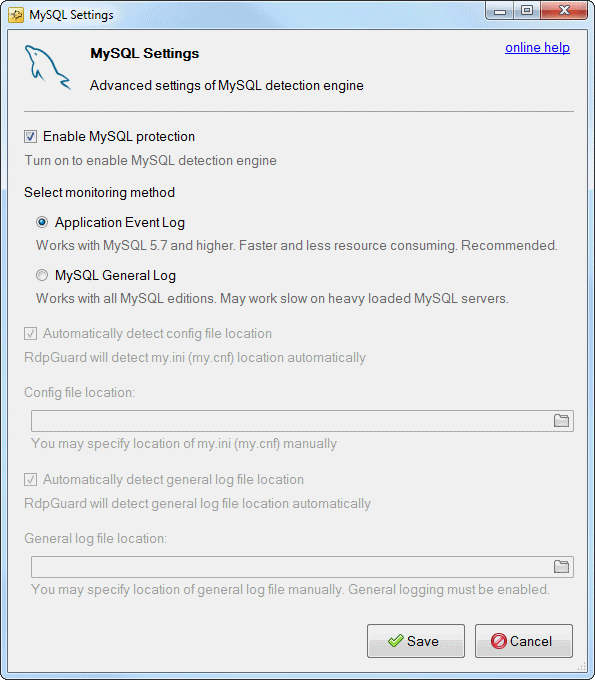 MySQL Settings
MySQL Settings
online help
Advanced settings of MySQL detection engine
Enable MySQL protection
Turn on to enable MySQL detection engine
Select monitoring method
Application Event Log
Works with MySQL 5.7 and higher. Faster and less resource consuming. Recommended.
MySQL General Log
Works with all MySQL editions. May work slow on heavy loaded MySQL servers.
Automatically detect config file location
RdpGuard will detect my.ini (my.cnf) location automatically
Config file location:
You may specify location of my.ini (my.cnf) manually
Automatically detect general log file location
RdpGuard will detect general log file location automatically
General log file location:
You may specify location of general log file manually. General logging must be enabled.
Save
Cancel